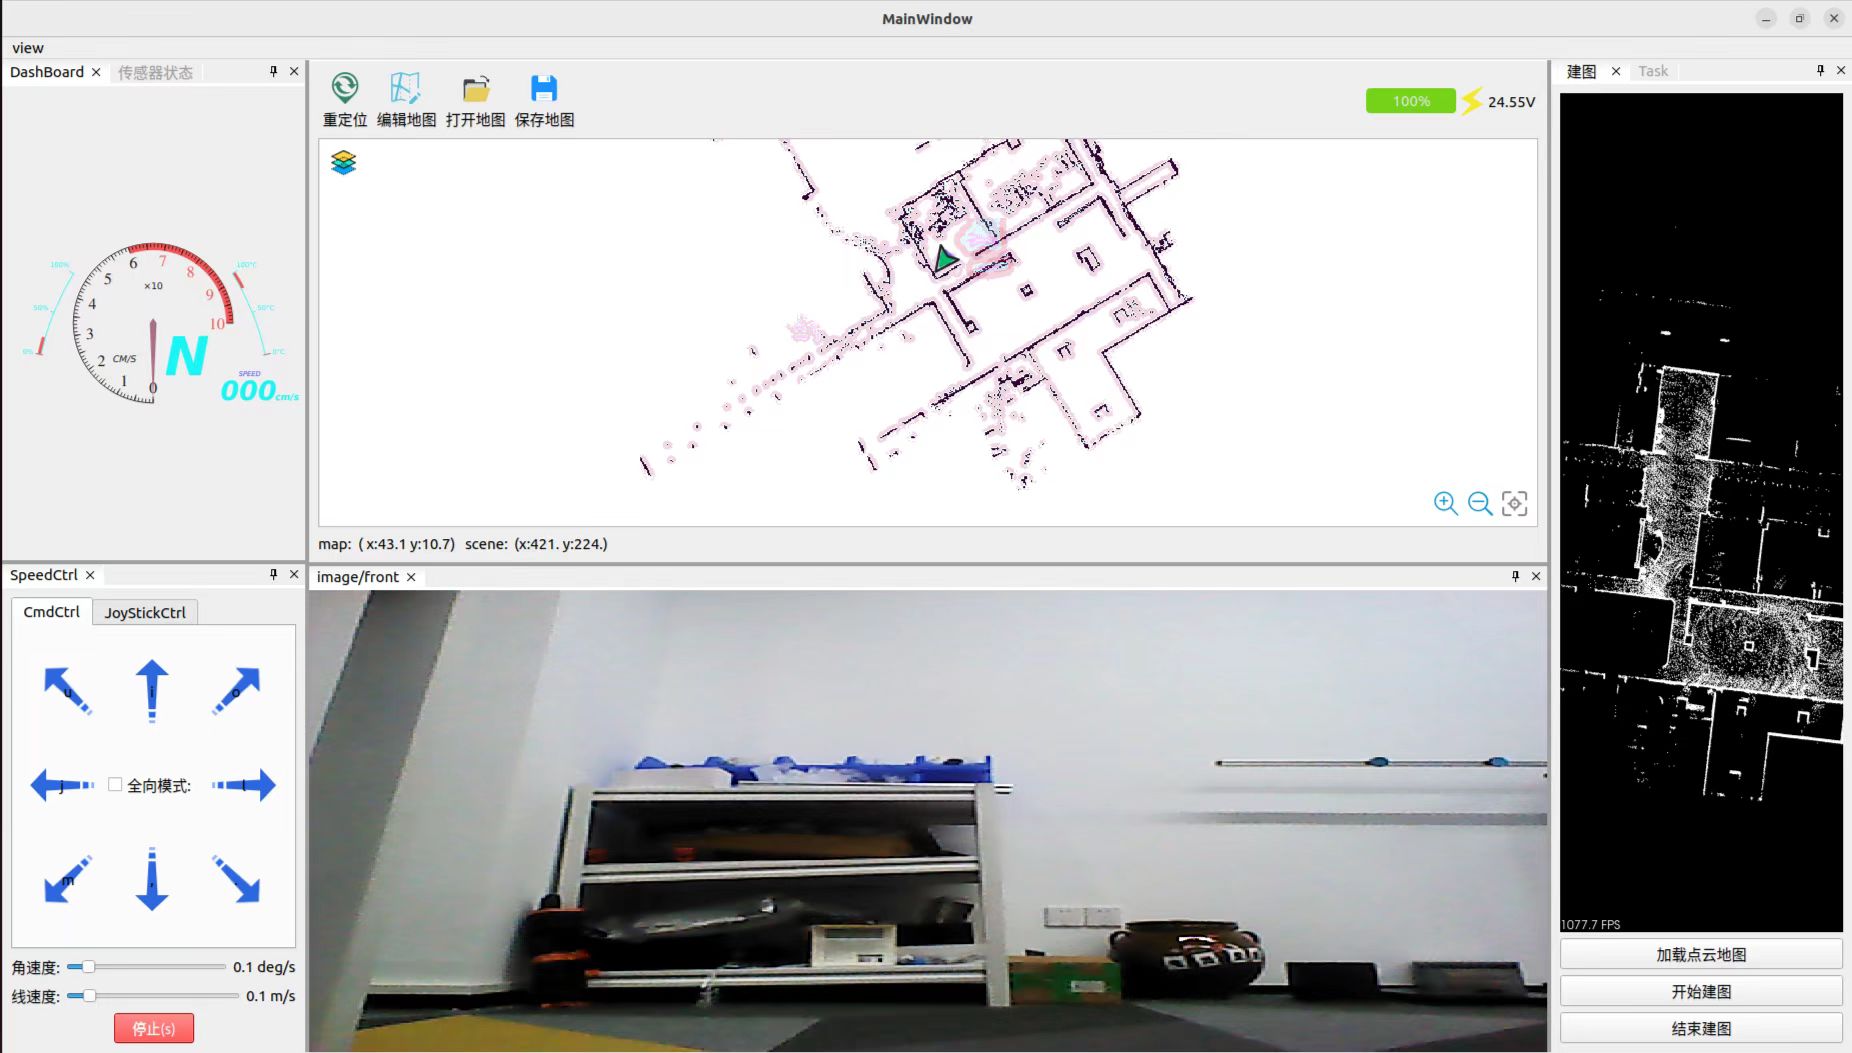 MainWindow
view
DashBoard
传感器状态
重定位 编辑地图 打开地图 保存地图
100% 24.55V
建图 Task
100%
50%
0%
100°C
50°C
0°C
0 1 2 3 4 5 6 7 8 9 10
×10
CM/S
N
SPEED
000cm/s
map: ( x:43.1 y:10.7) scene: (x:421. y:224.)
SpeedCtrl
image/front
CmdCtrl JoyStickCtrl
u i o
j 全向模式: l
m , .
角速度: 0.1 deg/s
线速度: 0.1 m/s
停止(s)
1077.7 FPS
加载点云地图
开始建图
结束建图